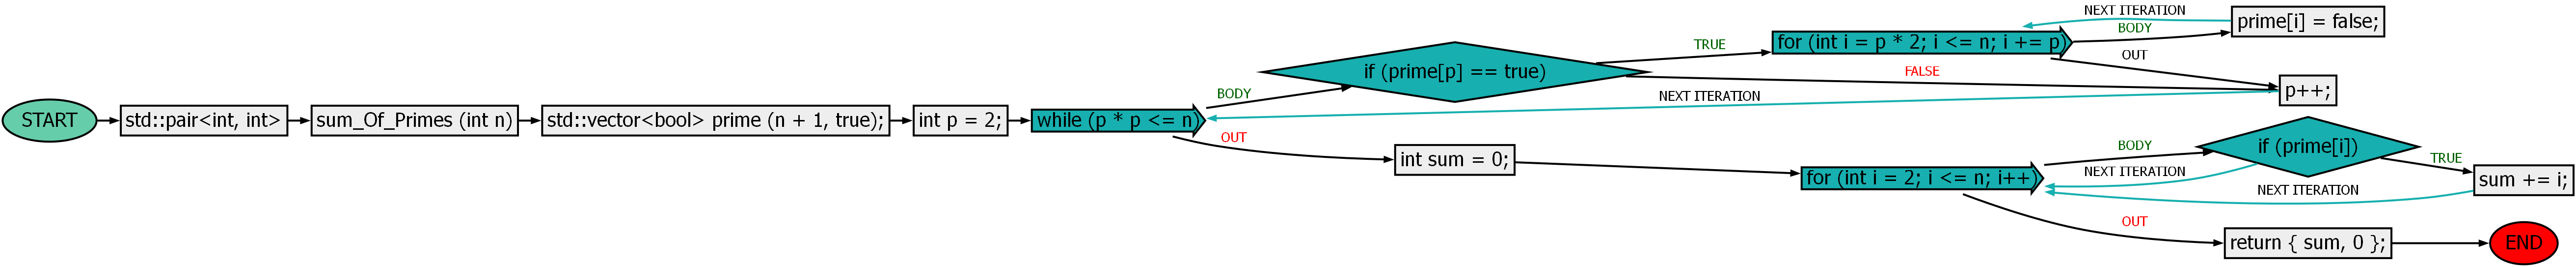 START
std::pair<int, int>
sum_Of_Primes (int n)
std::vector<bool> prime (n + 1, true);
int p = 2;
while (p * p <= n)
BODY
if (prime[p] == true)
TRUE
for (int i = p * 2; i <= n; i += p)
NEXT ITERATION
BODY
prime[i] = false;
OUT
FALSE
p++;
NEXT ITERATION
OUT
int sum = 0;
for (int i = 2; i <= n; i++)
BODY
if (prime[i])
TRUE
NEXT ITERATION
sum += i;
NEXT ITERATION
OUT
return { sum, 0 };
END